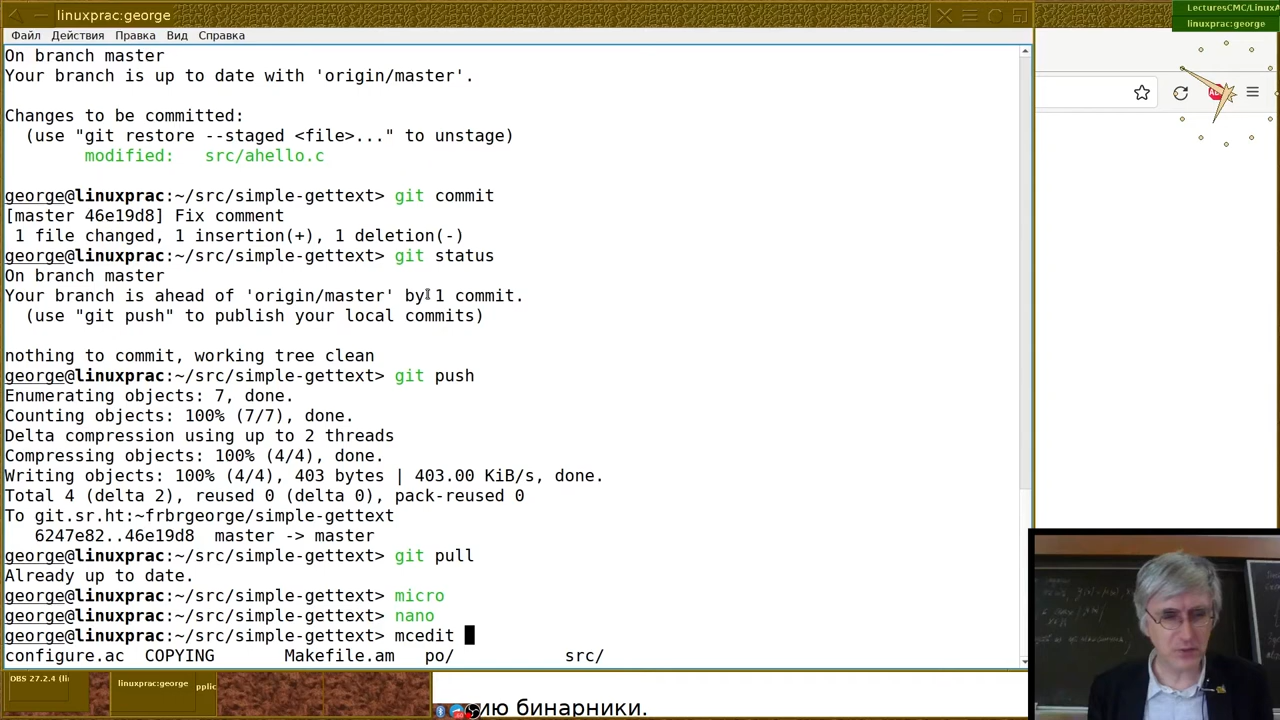 LecturesCMC/LinuxA
linuxprac:george
linuxprac:george
Файл Действия Правка Вид Справка
On branch master
Your branch is up to date with 'origin/master'.
Changes to be committed:
(use "git restore --staged <file>..." to unstage)
modified: src/ahello.c
george@linuxprac:~/src/simple-gettext> git commit
[master 46e19d8] Fix comment
1 file changed, 1 insertion(+), 1 deletion(-)
george@linuxprac:~/src/simple-gettext> git status
On branch master
Your branch is ahead of 'origin/master' by 1 commit.
(use "git push" to publish your local commits)
nothing to commit, working tree clean
george@linuxprac:~/src/simple-gettext> git push
Enumerating objects: 7, done.
Counting objects: 100% (7/7), done.
Delta compression using up to 2 threads
Compressing objects: 100% (4/4), done.
Writing objects: 100% (4/4), 403 bytes | 403.00 KiB/s, done.
Total 4 (delta 2), reused 0 (delta 0), pack-reused 0
To git.sr.ht:~frbrgeorge/simple-gettext
6247e82..46e19d8 master -> master
george@linuxprac:~/src/simple-gettext> git pull
Already up to date.
george@linuxprac:~/src/simple-gettext> micro
george@linuxprac:~/src/simple-gettext> nano
george@linuxprac:~/src/simple-gettext> mcedit
configure.ac COPYING Makefile.am po/ src/
OBS 27.2.4 (li
linuxprac:george
pplic
ию бинарники.